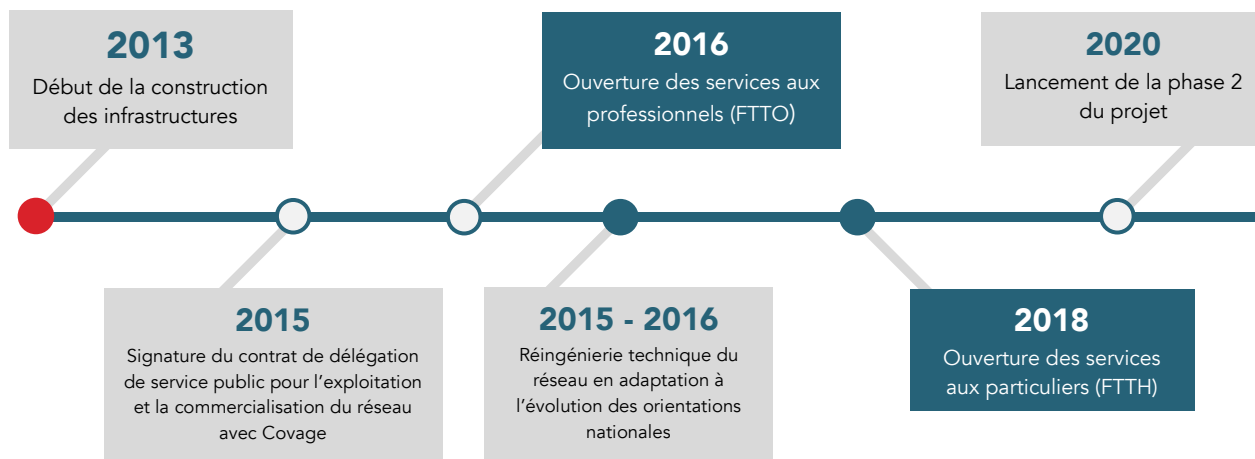 2013
Début de la construction
des infrastructures
2016
Ouverture des services aux
professionnels (FTTO)
2020
Lancement de la phase 2
du projet
2015
Signature du contrat de délégation
de service public pour l'exploitation
et la commercialisation du réseau
avec Covage
2015 - 2016
Réingénierie technique du
réseau en adaptation à
l'évolution des orientations
nationales
2018
Ouverture des services
aux particuliers (FTTH)